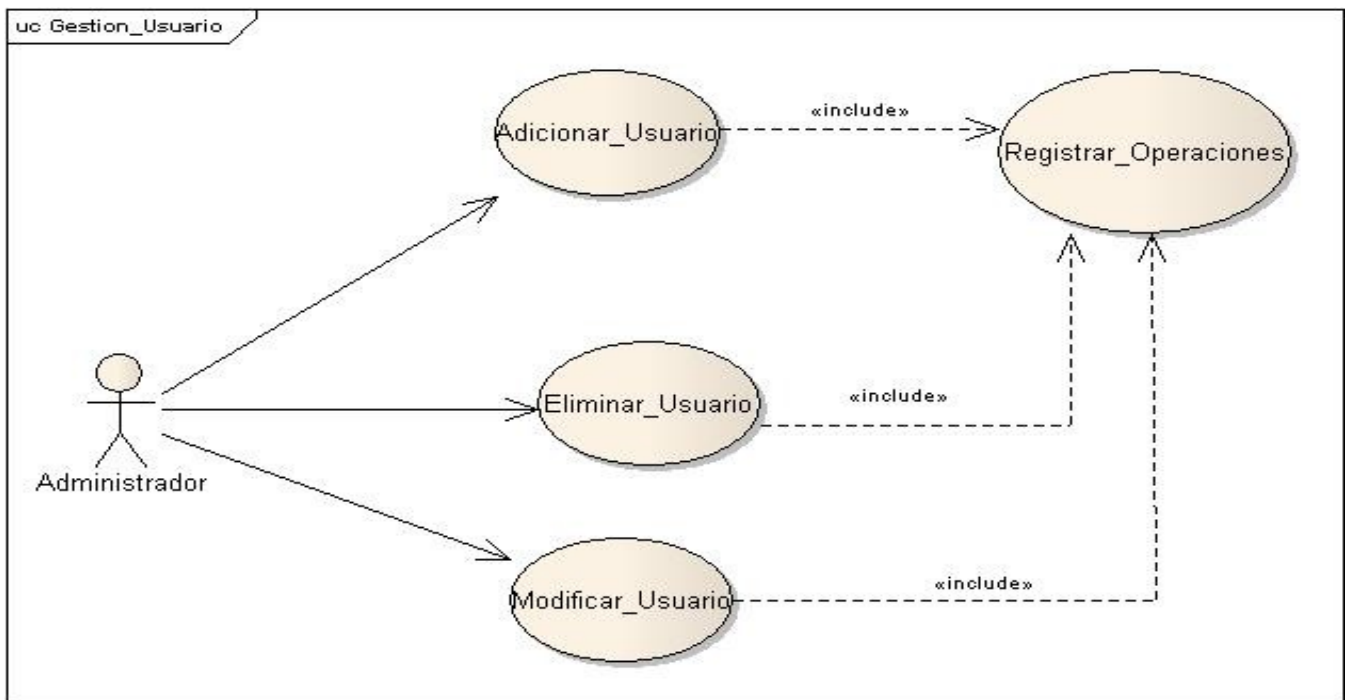 uc Gestion_Usuario
Adicionar_Usuario
«include»
Registrar_Operaciones
Eliminar_Usuario
«include»
Administrador
Modificar_Usuario
«include»